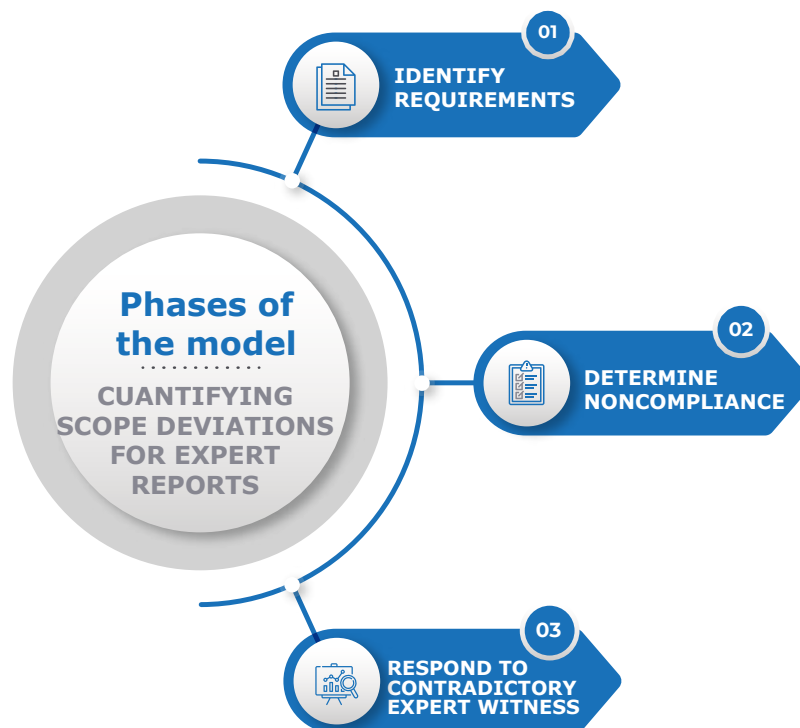 Phases of
the model
CUANTIFYING
SCOPE DEVIATIONS
FOR EXPERT
REPORTS
01
IDENTIFY
REQUIREMENTS
02
DETERMINE
NONCOMPLIANCE
03
RESPOND TO
CONTRADICTORY
EXPERT WITNESS